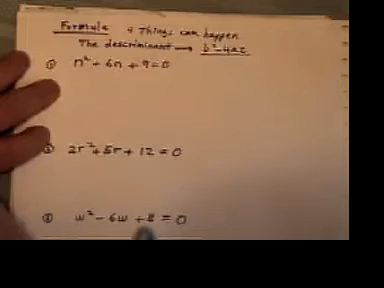 Formula 4 Things can happen
The descriminant → b²-4ac
① n² + 6n + 9 = 0
② 2r² + 5r + 12 = 0
③ w² - 6w + 8 = 0